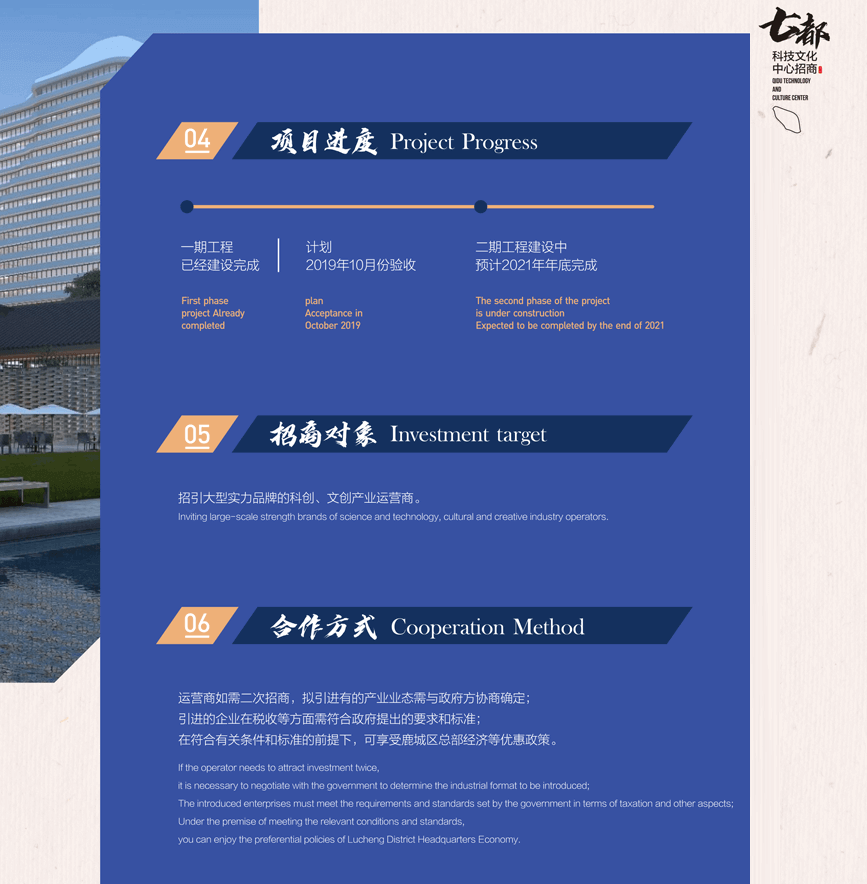 七都
科技文化
中心招商
QIDU TECHNOLOGY
AND
CULTURE CENTER
04
项目进度 Project Progress
一期工程
已经建设完成
计划
2019年10月份验收
二期工程建设中
预计2021年年底完成
First phase
project Already
completed
plan
Acceptance in
October 2019
The second phase of the project
is under construction
Expected to be completed by the end of 2021
05
招商对象 Investment target
招引大型实力品牌的科创、文创产业运营商。
Inviting large-scale strength brands of science and technology, cultural and creative industry operators.
06
合作方式 Cooperation Method
运营商如需二次招商，拟引进有的产业业态需与政府方协商确定；
引进的企业在税收等方面需符合政府提出的要求和标准；
在符合有关条件和标准的前提下，可享受鹿城区总部经济等优惠政策。
If the operator needs to attract investment twice,
it is necessary to negotiate with the government to determine the industrial format to be introduced;
The introduced enterprises must meet the requirements and standards set by the government in terms of taxation and other aspects;
Under the premise of meeting the relevant conditions and standards,
you can enjoy the preferential policies of Lucheng District Headquarters Economy.